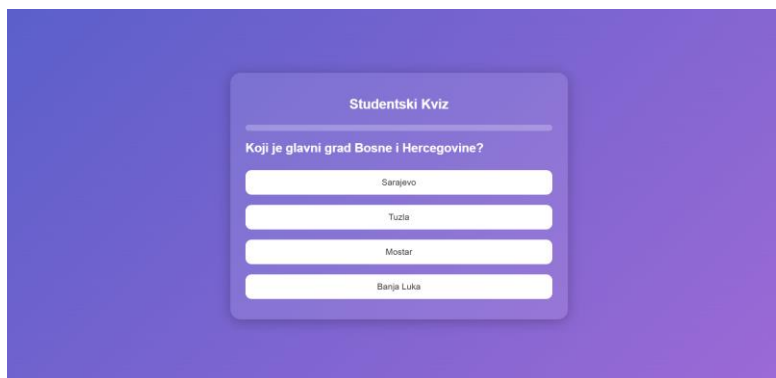 Studentski Kviz
Koji je glavni grad Bosne i Hercegovine?
Sarajevo
Tuzla
Mostar
Banja Luka